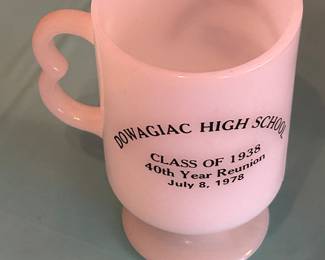 DOWAGIAC HIGH SCHOOL
CLASS OF 1938
40th Year Reunion
July 8, 1978